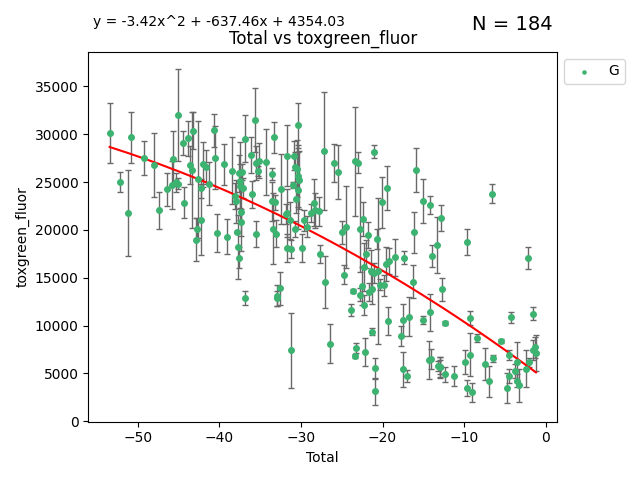 y = -3.42x^2 + -637.46x + 4354.03
N = 184
Total vs toxgreen_fluor
G
35000
30000
25000
20000
15000
10000
5000
0
toxgreen_fluor
−50 −40 −30 −20 −10 0
Total